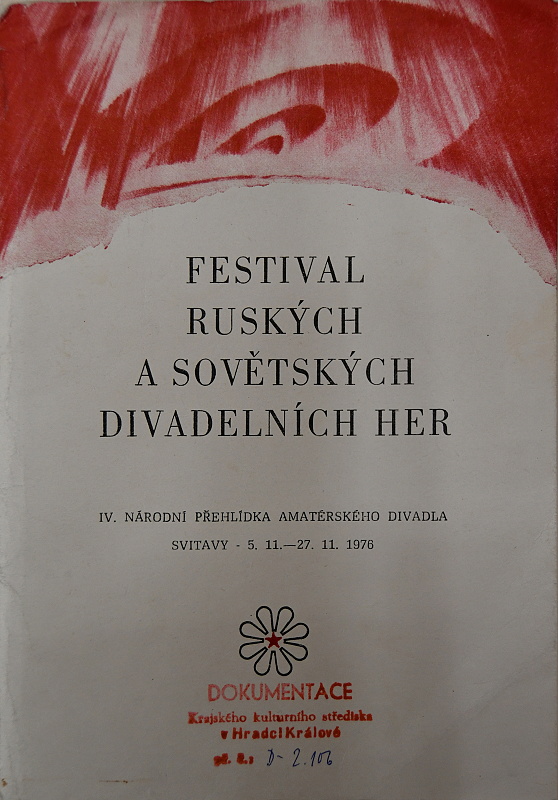 FESTIVAL
RUSKÝCH
A SOVĚTSKÝCH
DIVADELNÍCH HER
IV. NÁRODNÍ PŘEHLÍDKA AMATÉRSKÉHO DIVADLA
SVITAVY - 5. 11.—27. 11. 1976
DOKUMENTACE
Krajského kulturního střediska
v Hradci Králové
př. č.: D- 2.106